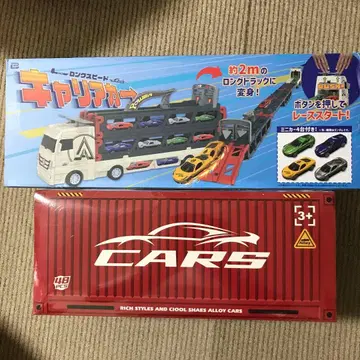 ロングスピード
キャリアカー
約2mの
ロングトラックに
変身!
ボタンを押して
レーススタート!
ミニカー4台付き!
3+
CARS
48
PCS
RICH STYLES AND CIOOL SHAES ALLOY CARS